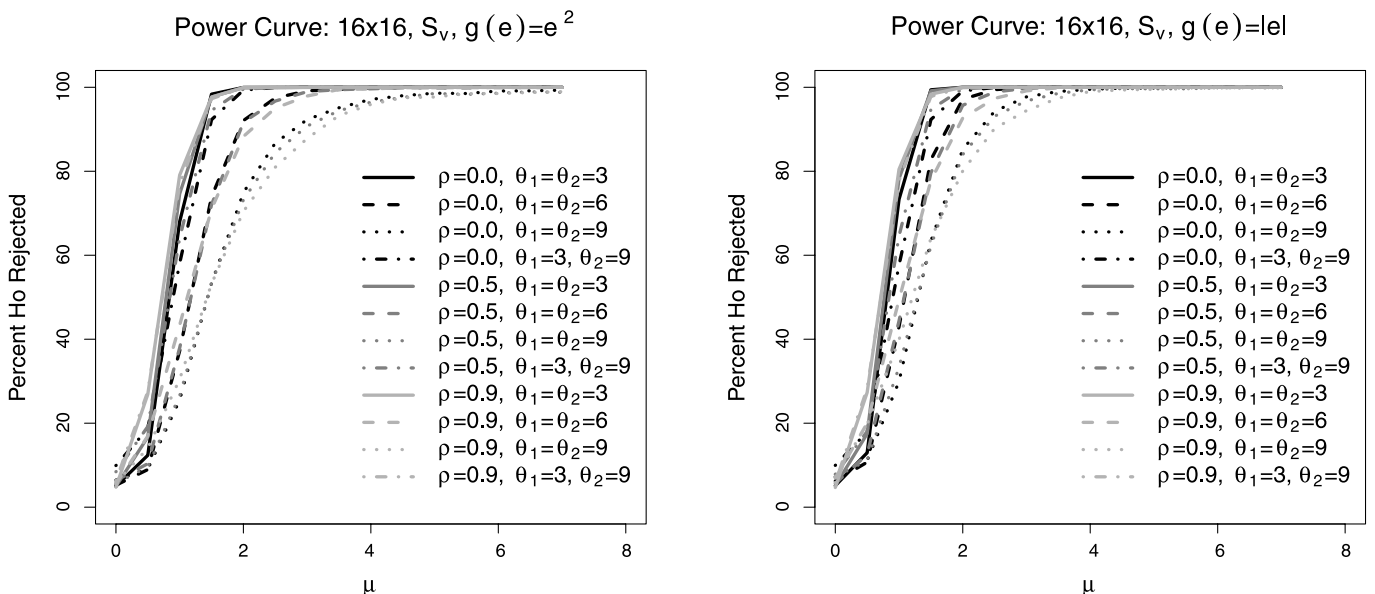 Power Curve: 16x16, Sᵥ, g(e)=e²
Percent Ho Rejected
100
80
60
40
20
0
0 2 4 6 8
μ
ρ=0.0, θ₁=θ₂=3
ρ=0.0, θ₁=θ₂=6
ρ=0.0, θ₁=θ₂=9
ρ=0.0, θ₁=3, θ₂=9
ρ=0.5, θ₁=θ₂=3
ρ=0.5, θ₁=θ₂=6
ρ=0.5, θ₁=θ₂=9
ρ=0.5, θ₁=3, θ₂=9
ρ=0.9, θ₁=θ₂=3
ρ=0.9, θ₁=θ₂=6
ρ=0.9, θ₁=θ₂=9
ρ=0.9, θ₁=3, θ₂=9
Power Curve: 16x16, Sᵥ, g(e)=|e|
Percent Ho Rejected
100
80
60
40
20
0
0 2 4 6 8
μ
ρ=0.0, θ₁=θ₂=3
ρ=0.0, θ₁=θ₂=6
ρ=0.0, θ₁=θ₂=9
ρ=0.0, θ₁=3, θ₂=9
ρ=0.5, θ₁=θ₂=3
ρ=0.5, θ₁=θ₂=6
ρ=0.5, θ₁=θ₂=9
ρ=0.5, θ₁=3, θ₂=9
ρ=0.9, θ₁=θ₂=3
ρ=0.9, θ₁=θ₂=6
ρ=0.9, θ₁=θ₂=9
ρ=0.9, θ₁=3, θ₂=9